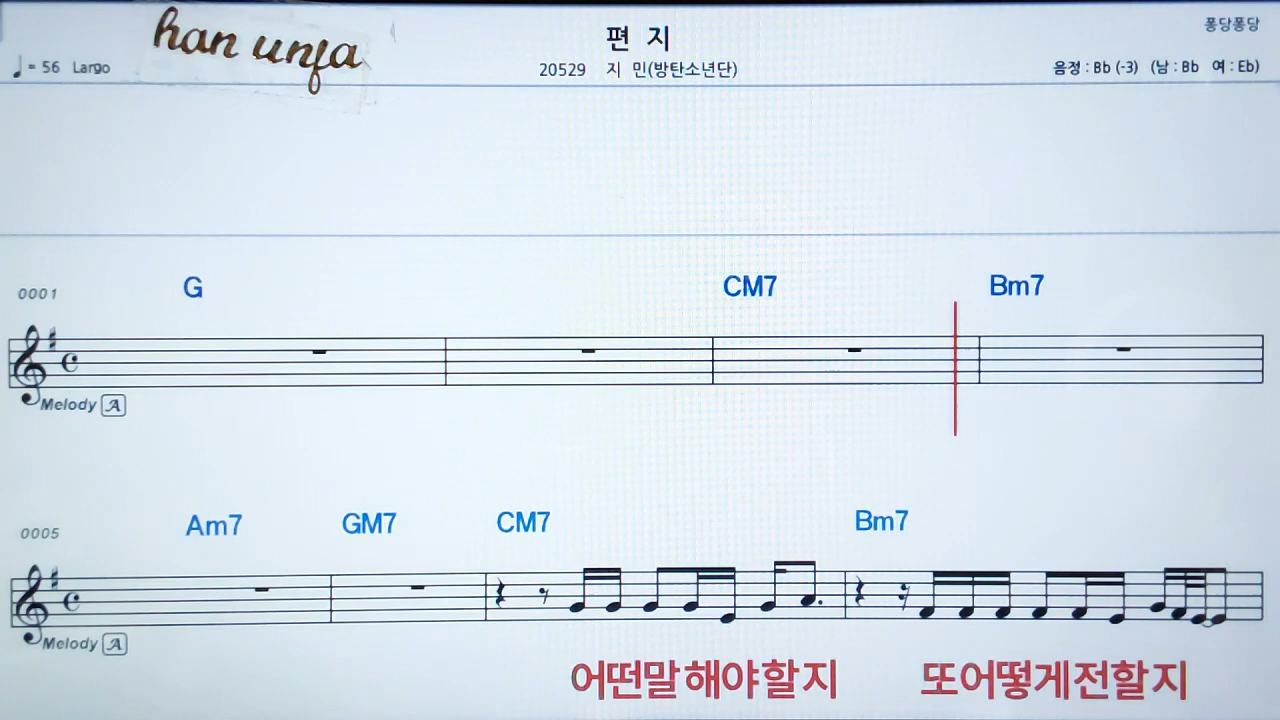 han unfa
편 지
퐁당퐁당
♩= 56 Largo
20529 지 민(방탄소년단)
음정 : Bb (-3) (남 : Bb 여 : Eb)
0001 G CM7 Bm7
Melody A
0005 Am7 GM7 CM7 Bm7
Melody A
어떤말해야할지 또어떻게전할지